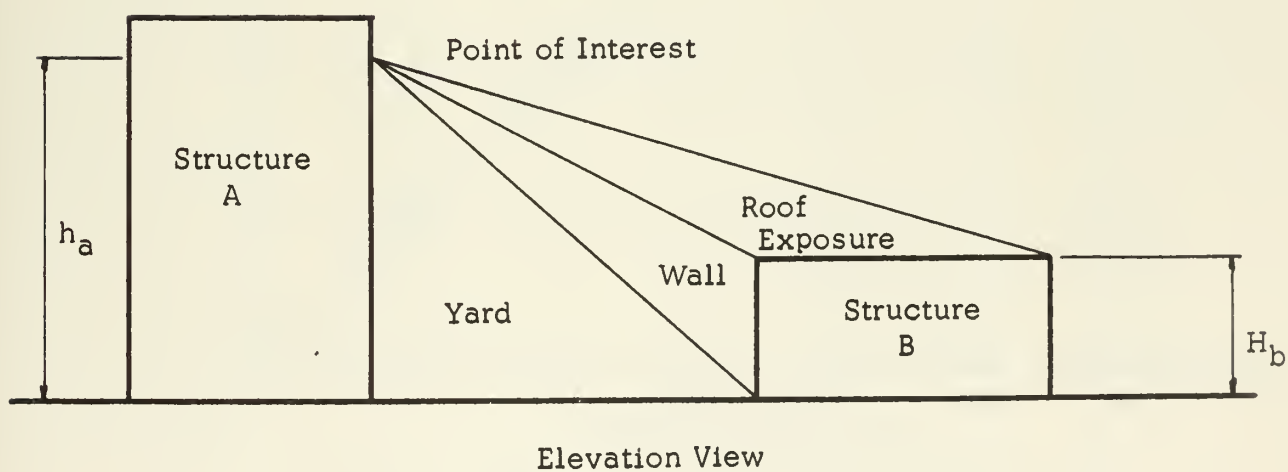 Point of Interest
Structure
A
h_a
Roof
Exposure
Wall
Yard
Structure
B
H_b
Elevation View